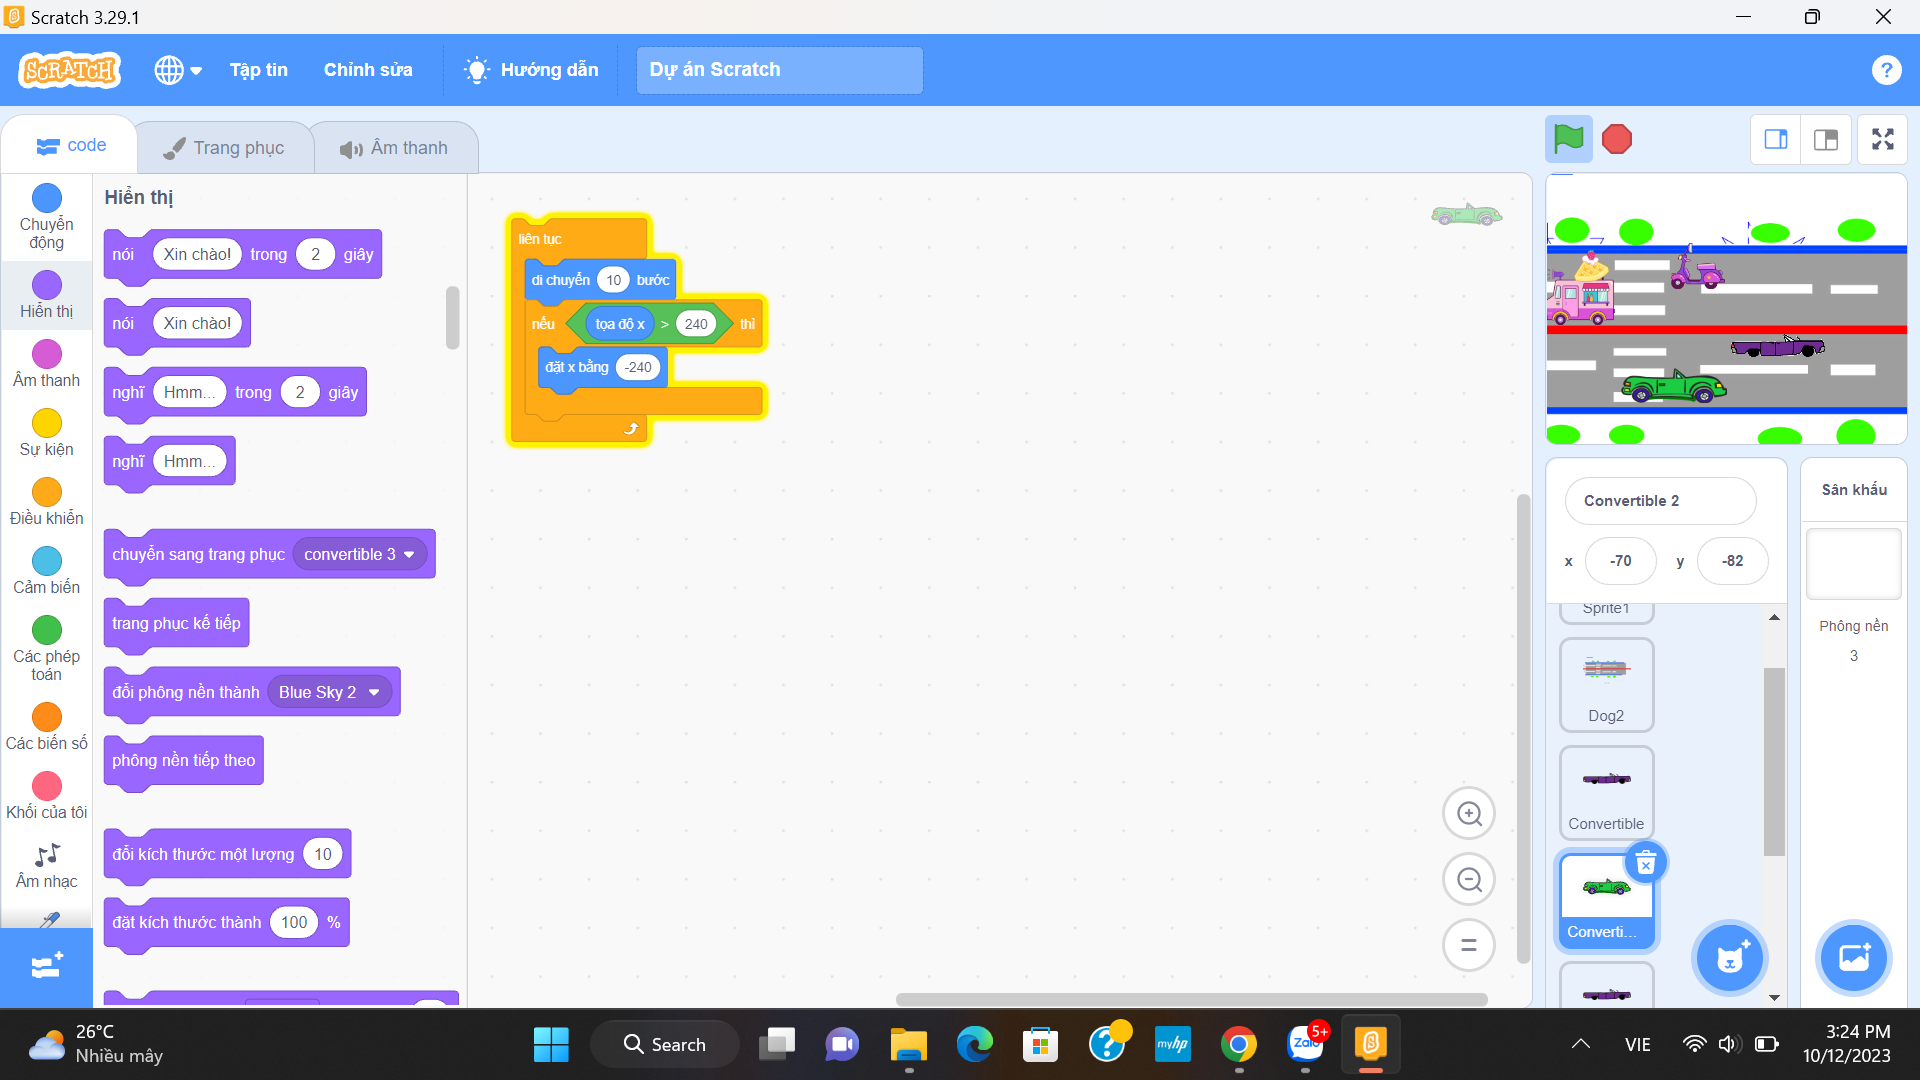 Scratch 3.29.1
SCRATCH
Tập tin
Chỉnh sửa
Hướng dẫn
Dự án Scratch
?
code
Trang phục
Âm thanh
Chuyển động
Hiển thị
Âm thanh
Sự kiện
Điều khiển
Cảm biến
Các phép toán
Các biến số
Khối của tôi
Âm nhạc
Hiển thị
nói Xin chào! trong 2 giây
nói Xin chào!
nghĩ Hmm... trong 2 giây
nghĩ Hmm...
chuyển sang trang phục convertible 3
trang phục kế tiếp
đổi phông nền thành Blue Sky 2
phông nền tiếp theo
đổi kích thước một lượng 10
đặt kích thước thành 100 %
liên tục
di chuyển 10 bước
nếu tọa độ x > 240 thì
đặt x bằng -240
Convertible 2
x -70 y -82
Sprite1
Dog2
Convertible
Converti...
Sân khấu
Phông nền
3
26°C
Nhiều mây
Search
myhp
Zalo
5+
VIE
3:24 PM
10/12/2023